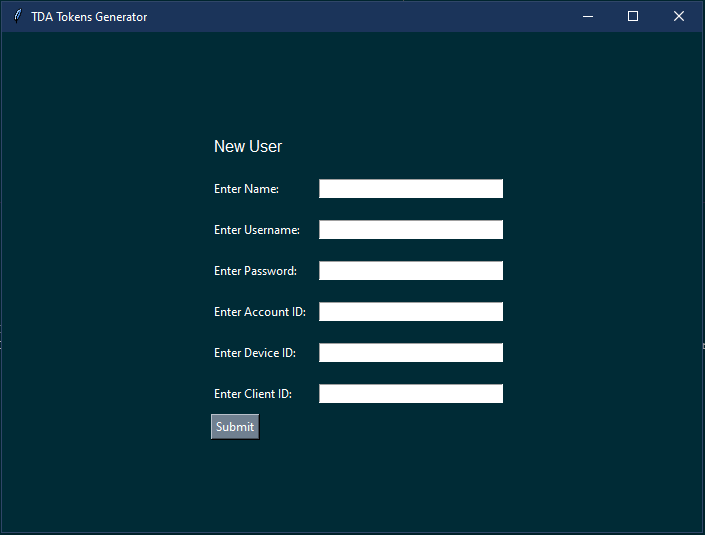 TDA Tokens Generator
New User
Enter Name:
Enter Username:
Enter Password:
Enter Account ID:
Enter Device ID:
Enter Client ID:
Submit